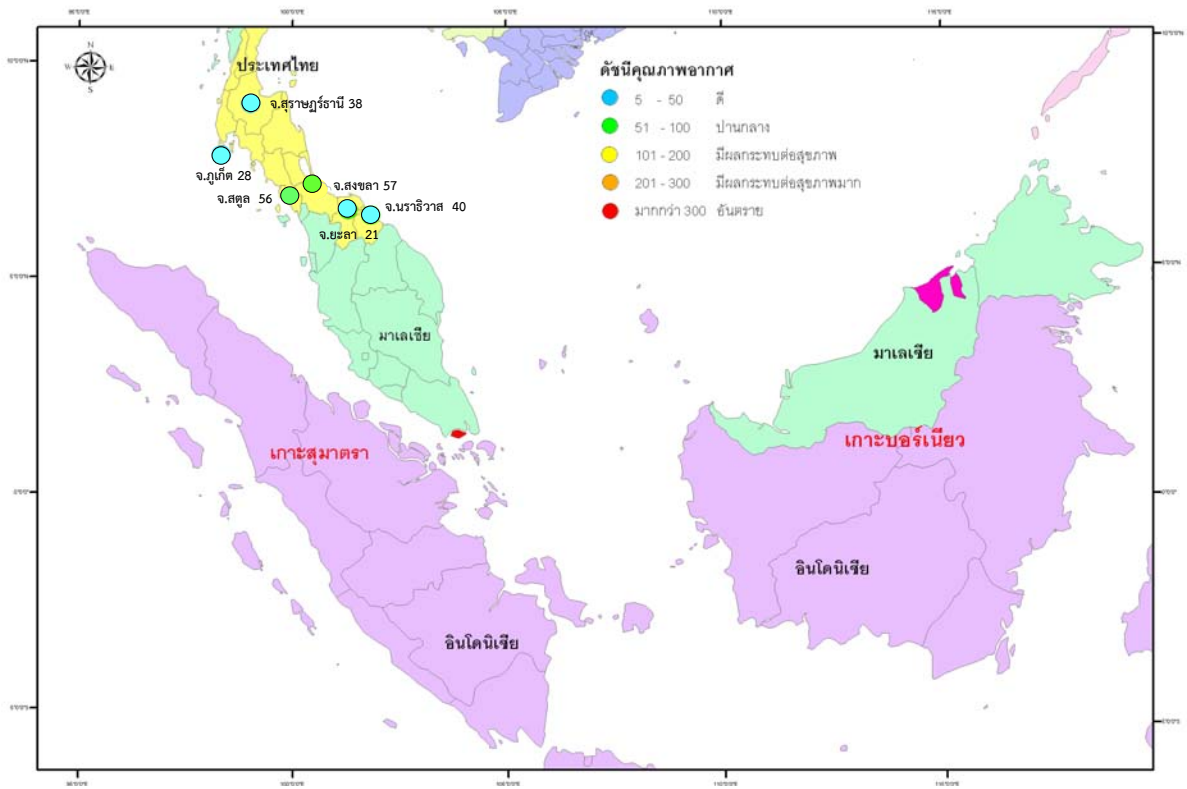 N
W E
S
ประเทศไทย
จ.สุราษฎร์ธานี 38
จ.ภูเก็ต 28
จ.สงขลา 57
จ.สตูล 56
จ.นราธิวาส 40
จ.ยะลา 21
ดัชนีคุณภาพอากาศ
5 - 50 ดี
51 - 100 ปานกลาง
101 - 200 มีผลกระทบต่อสุขภาพ
201 - 300 มีผลกระทบต่อสุขภาพมาก
มากกว่า 300 อันตราย
มาเลเซีย
มาเลเซีย
เกาะสุมาตรา
เกาะบอร์เนียว
อินโดนิเซีย
อินโดนิเซีย